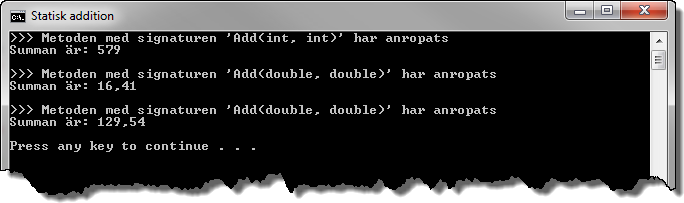 Statisk addition
>>> Metoden med signaturen 'Add(int, int)' har anropats
Summan är: 579
>>> Metoden med signaturen 'Add(double, double)' har anropats
Summan är: 16,41
>>> Metoden med signaturen 'Add(double, double)' har anropats
Summan är: 129,54
Press any key to continue . . .